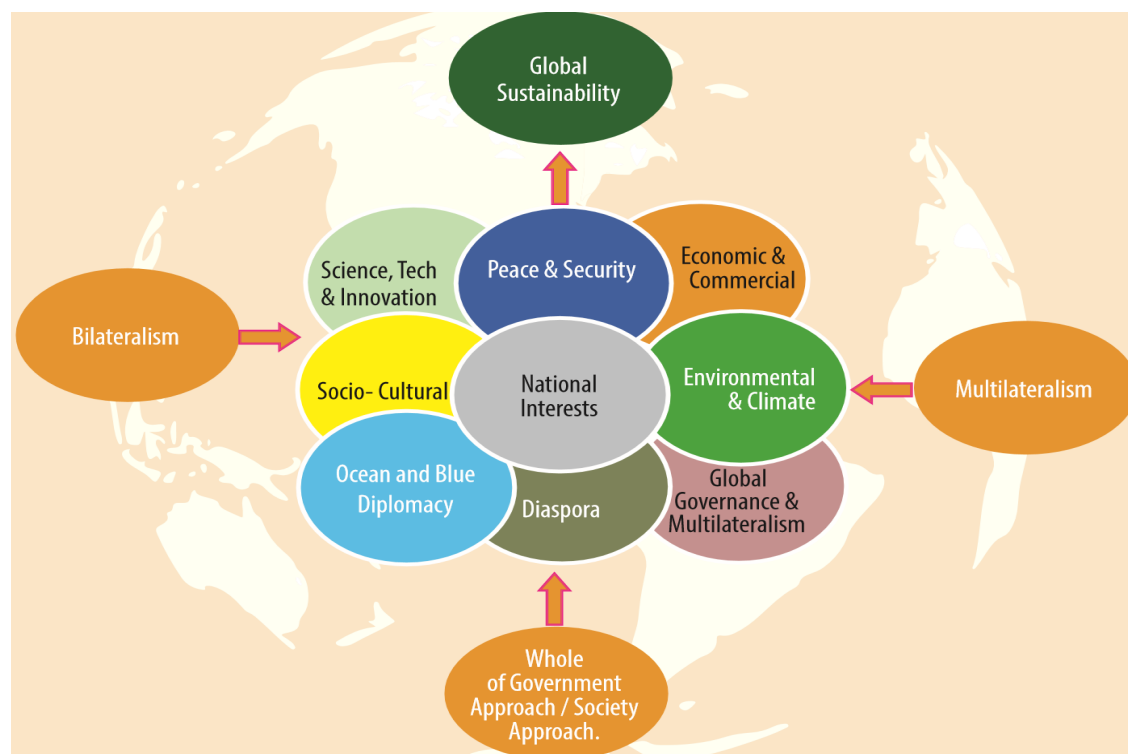 Global
Sustainability
Science, Tech
& Innovation
Peace & Security
Economic &
Commercial
Bilateralism
Socio- Cultural
National
Interests
Environmental
& Climate
Multilateralism
Ocean and Blue
Diplomacy
Diaspora
Global
Governance &
Multilateralism
Whole
of Government
Approach / Society
Approach.